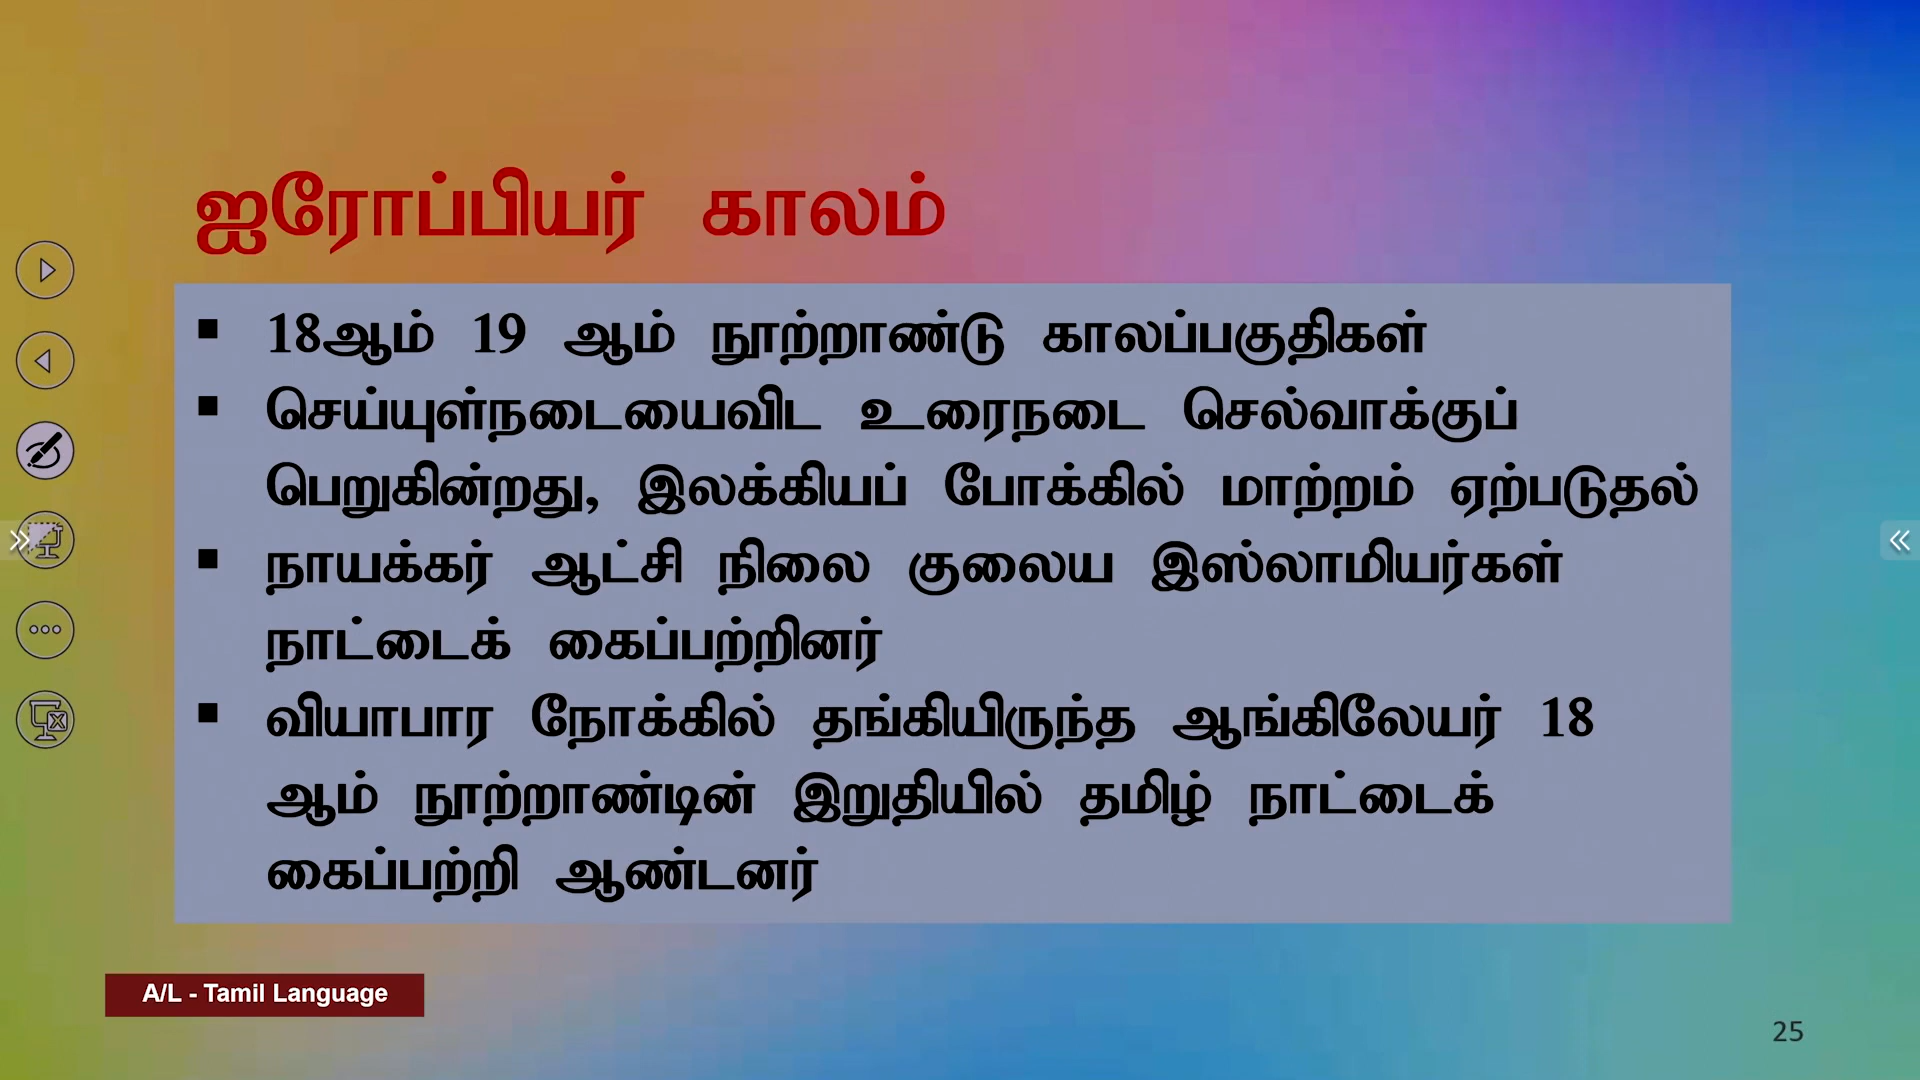 ஐரோப்பியர் காலம்
▪ 18ஆம் 19 ஆம் நூற்றாண்டு காலப்பகுதிகள்
▪ செய்யுள்நடையைவிட உரைநடை செல்வாக்குப்
பெறுகின்றது, இலக்கியப் போக்கில் மாற்றம் ஏற்படுதல்
▪ நாயக்கர் ஆட்சி நிலை குலைய இஸ்லாமியர்கள்
நாட்டைக் கைப்பற்றினர்
▪ வியாபார நோக்கில் தங்கியிருந்த ஆங்கிலேயர் 18
ஆம் நூற்றாண்டின் இறுதியில் தமிழ் நாட்டைக்
கைப்பற்றி ஆண்டனர்
A/L - Tamil Language
25